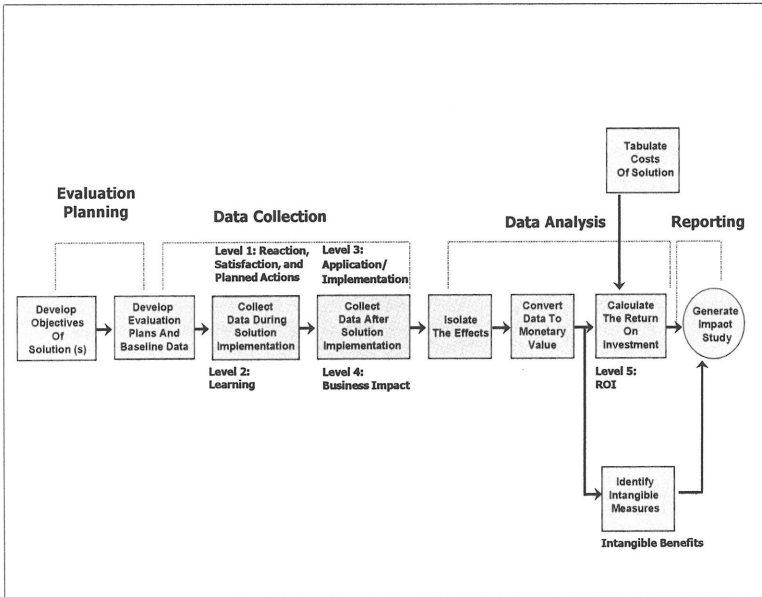 Tabulate
Costs
Of Solution
Evaluation
Planning
Data Collection
Data Analysis
Reporting
Level 1: Reaction,
Satisfaction, and
Planned Actions
Level 3:
Application/
Implementation
Develop
Objectives
Of
Solution (s)
Develop
Evaluation
Plans And
Baseline Data
Collect
Data During
Solution
Implementation
Collect
Data After
Solution
Implementation
Isolate
The Effects
Convert
Data To
Monetary
Value
Calculate
The Return
On
Investment
Generate
Impact
Study
Level 2:
Learning
Level 4:
Business Impact
Level 5:
ROI
Identify
Intangible
Measures
Intangible Benefits